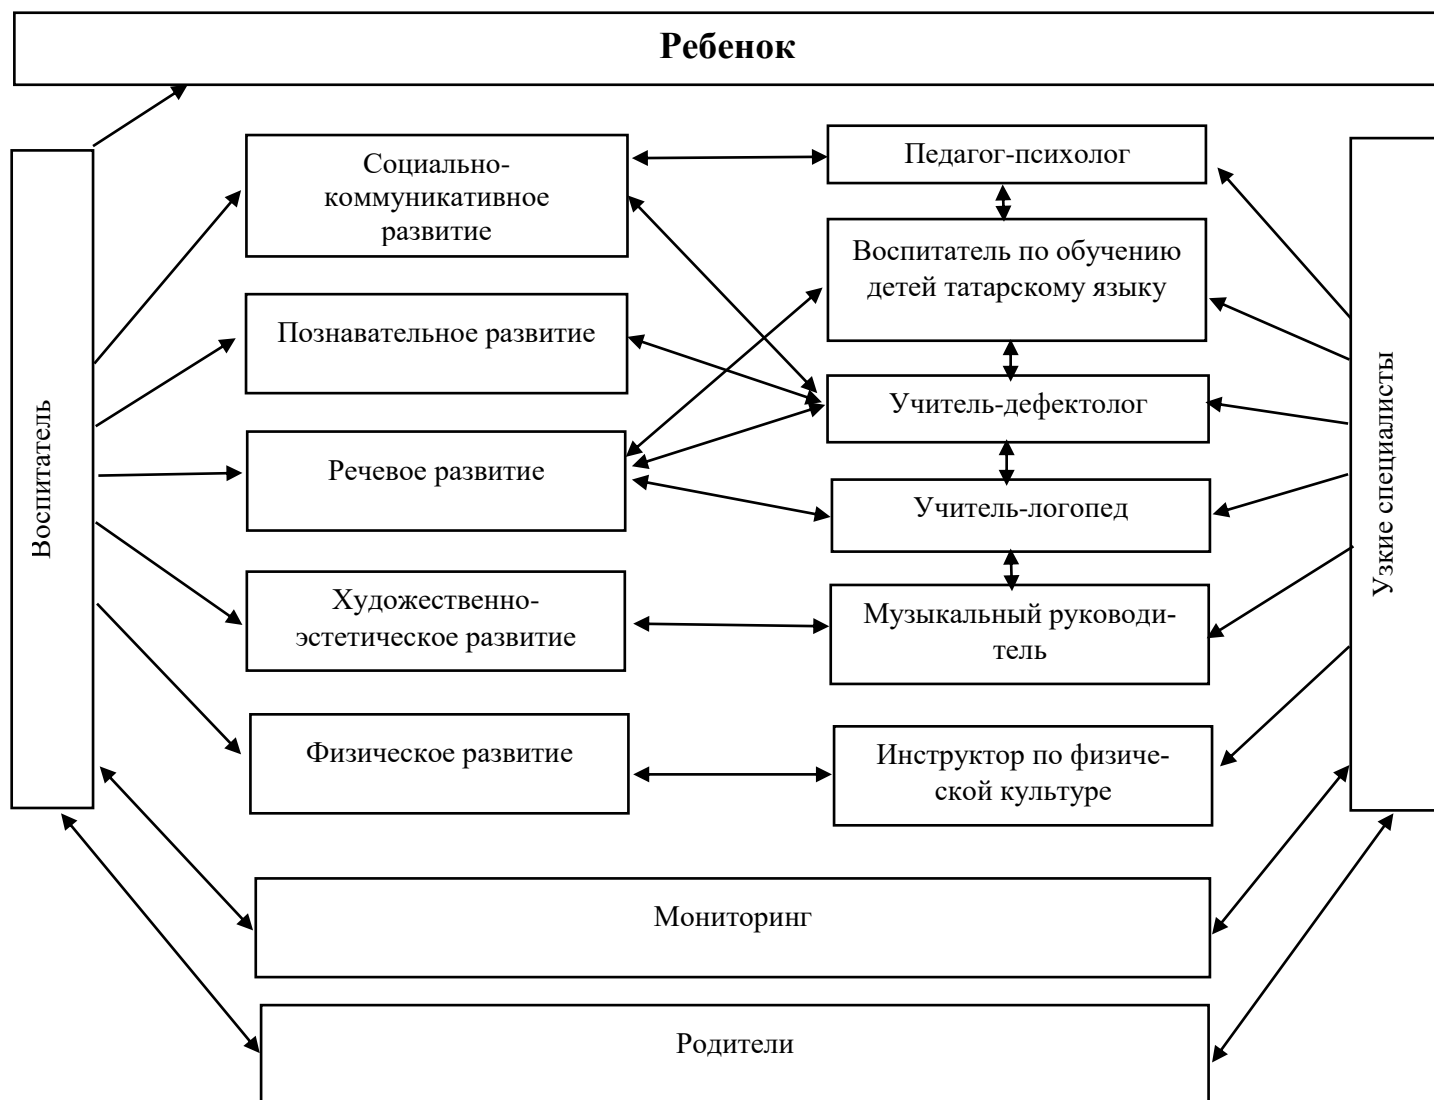 Ребенок
Воспитатель
Социально-
коммуникативное
развитие
Познавательное развитие
Речевое развитие
Художественно-
эстетическое развитие
Физическое развитие
Педагог-психолог
Воспитатель по обучению
детей татарскому языку
Учитель-дефектолог
Учитель-логопед
Музыкальный руководи-
тель
Инструктор по физиче-
ской культуре
Узкие специалисты
Мониторинг
Родители